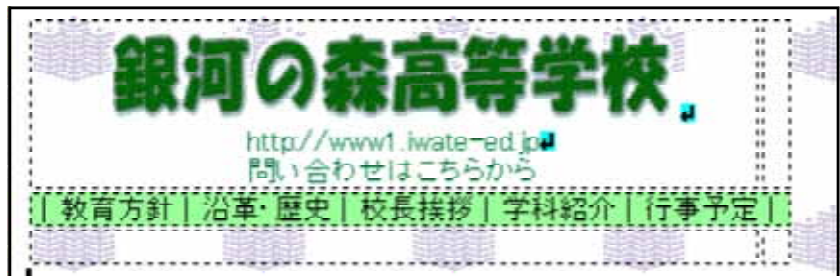 銀河の森高等学校
http://www1.iwate-ed.jp
問い合わせはこちらから
| 教育方針 | 沿革・歴史 | 校長挨拶 | 学科紹介 | 行事予定 |